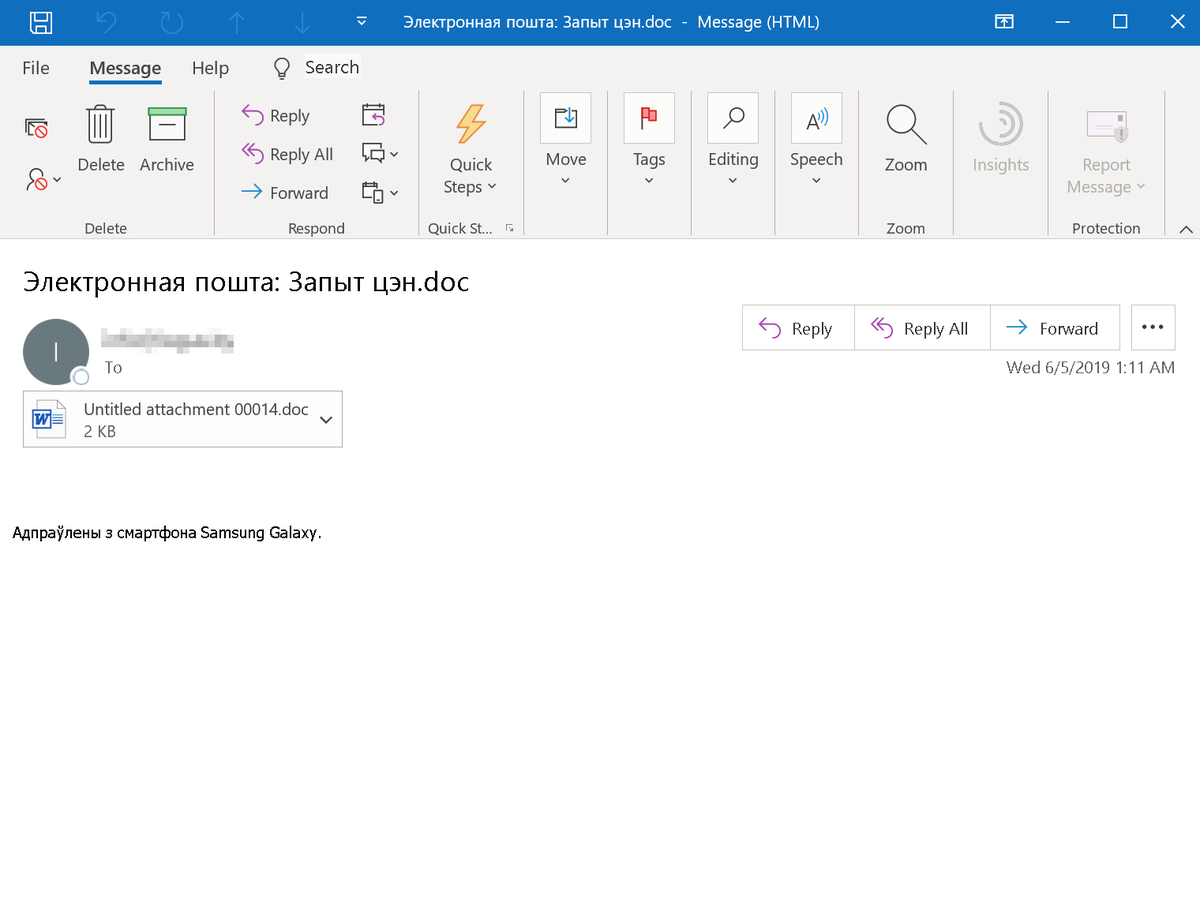 Электронная пошта: Запыт цэн.doc - Message (HTML)
File Message Help Search
Delete Archive
Reply
Reply All
Forward
Quick
Steps
Move
Tags
Editing
Speech
Zoom
Insights
Report
Message
Delete Respond Quick St... Zoom Protection
Электронная пошта: Запыт цэн.doc
I
To
Reply Reply All Forward
Wed 6/5/2019 1:11 AM
Untitled attachment 00014.doc
2 KB
Адпраўлены з смартфона Samsung Galaxy.